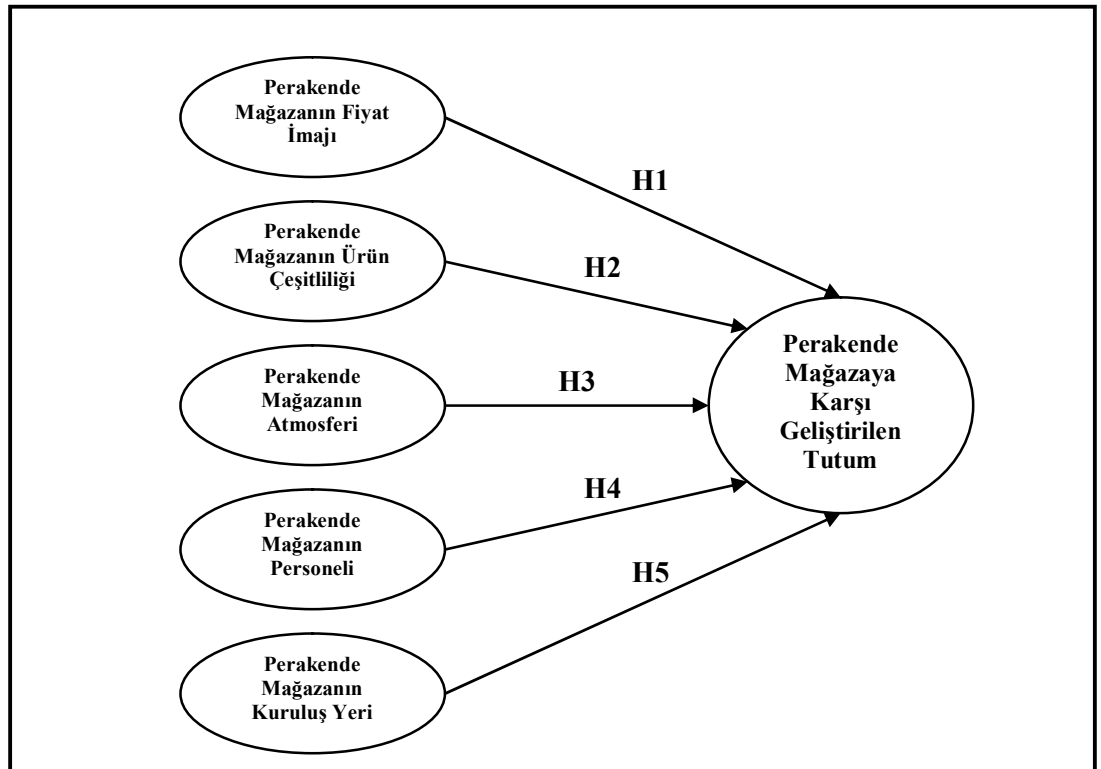 Perakende
Mağazanın Fiyat
İmajı
H1
Perakende
Mağazanın Ürün
Çeşitliliği
H2
Perakende
Mağazanın
Atmosferi
H3
Perakende
Mağazaya
Karşı
Geliştirilen
Tutum
Perakende
Mağazanın
Personeli
H4
Perakende
Mağazanın
Kuruluş Yeri
H5